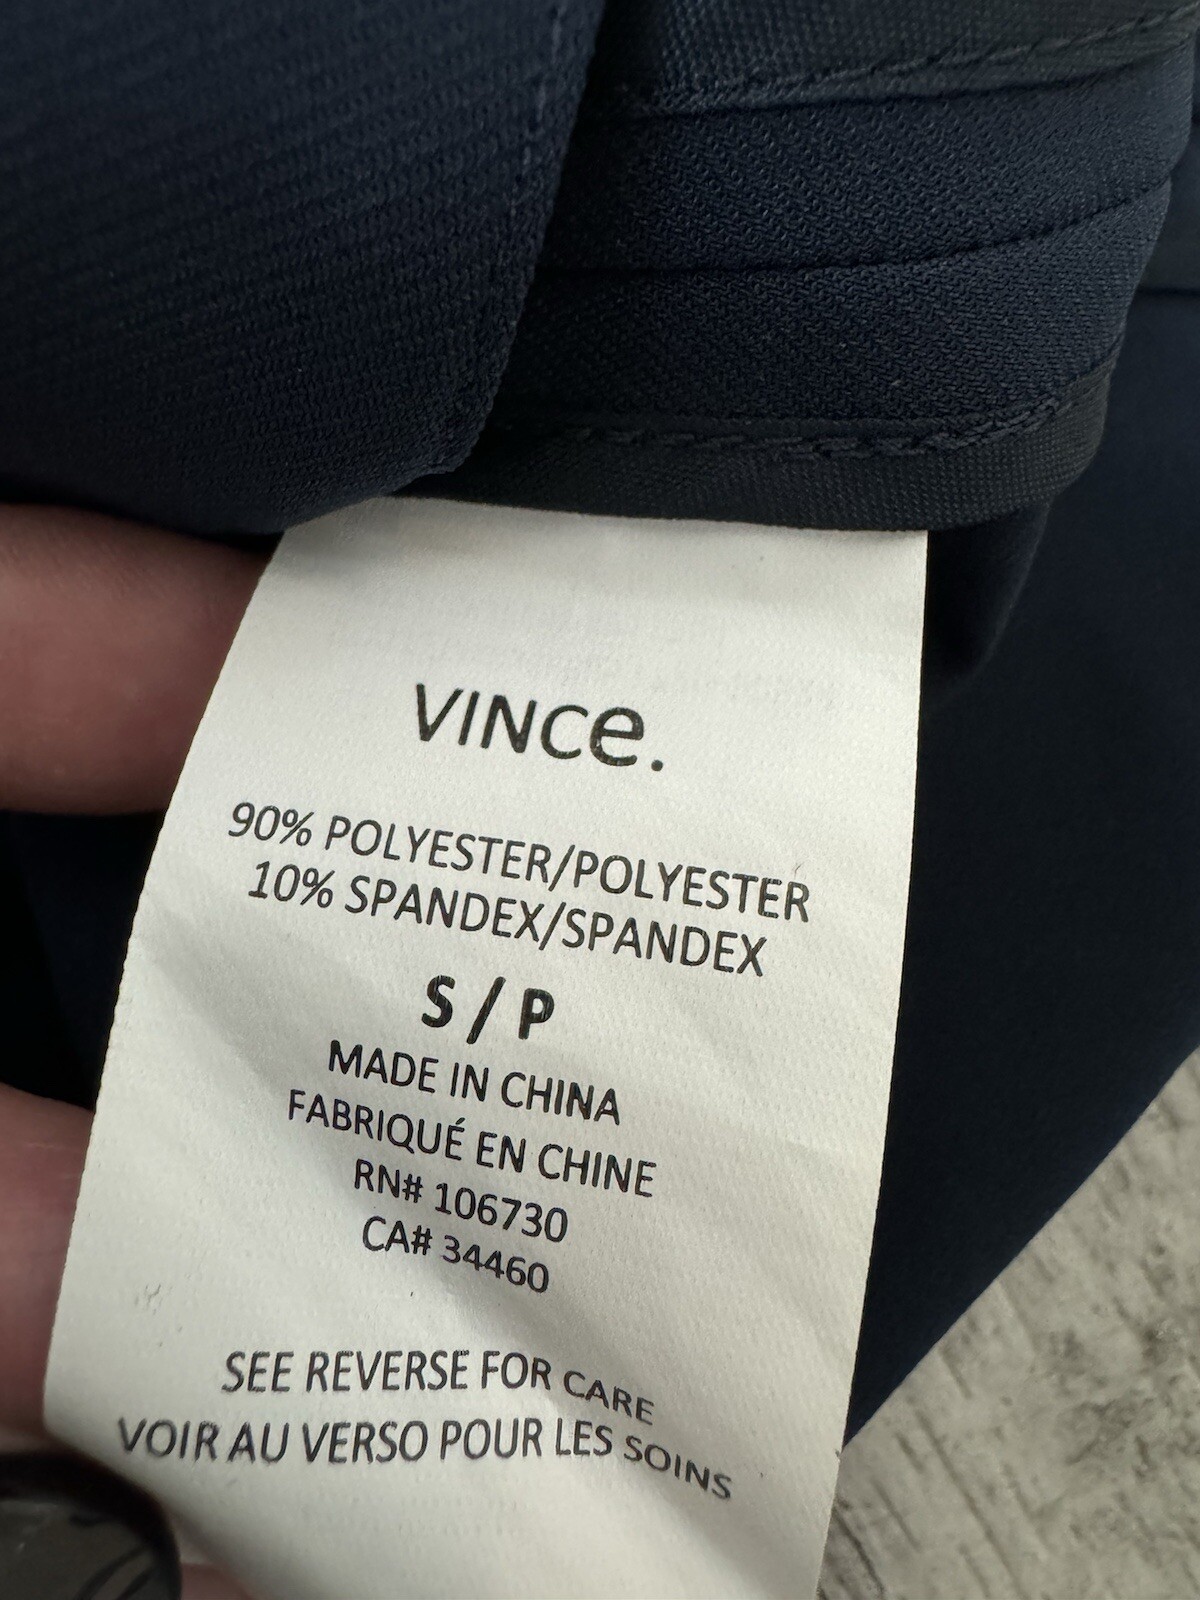 VINCe.
90% POLYESTER/POLYESTER
10% SPANDEX/SPANDEX
S / P
MADE IN CHINA
FABRIQUÉ EN CHINE
RN# 106730
CA# 34460
SEE REVERSE FOR CARE
VOIR AU VERSO POUR LES SOINS